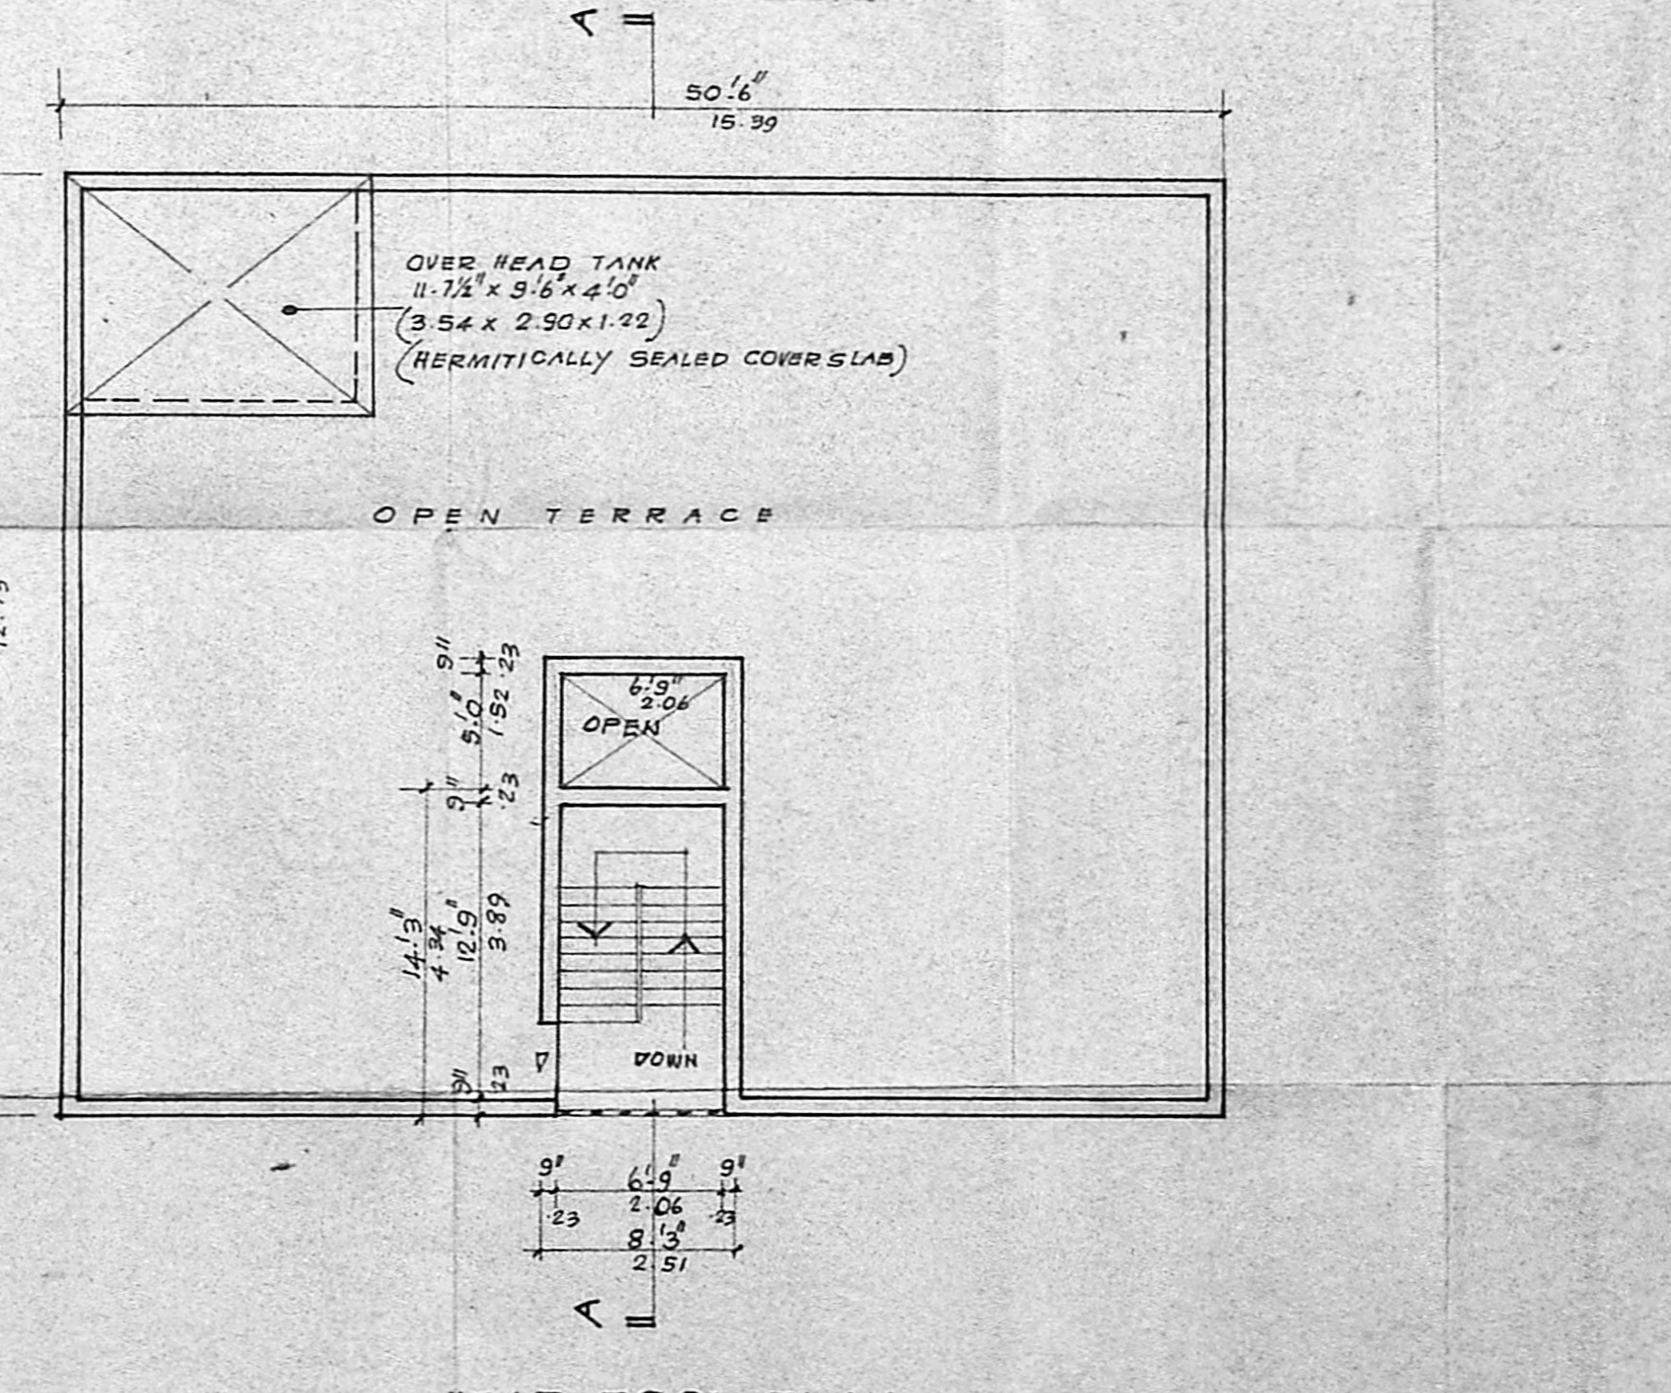 A
50'-6"
15.39
OVER HEAD TANK
11-7½" x 9'-6" x 4'-0"
(3.54 x 2.90 x 1.22)
(HERMITICALLY SEALED COVER SLAB)
OPEN TERRACE
9" .23
5'-0" 1.52
6'-9"
2.06
OPEN
9" .23
14'-3"
4.34
12'-9"
3.89
D
DOWN
9" .23
9" 6'-9" 9"
.23 2.06 .23
8'-3"
2.51
A